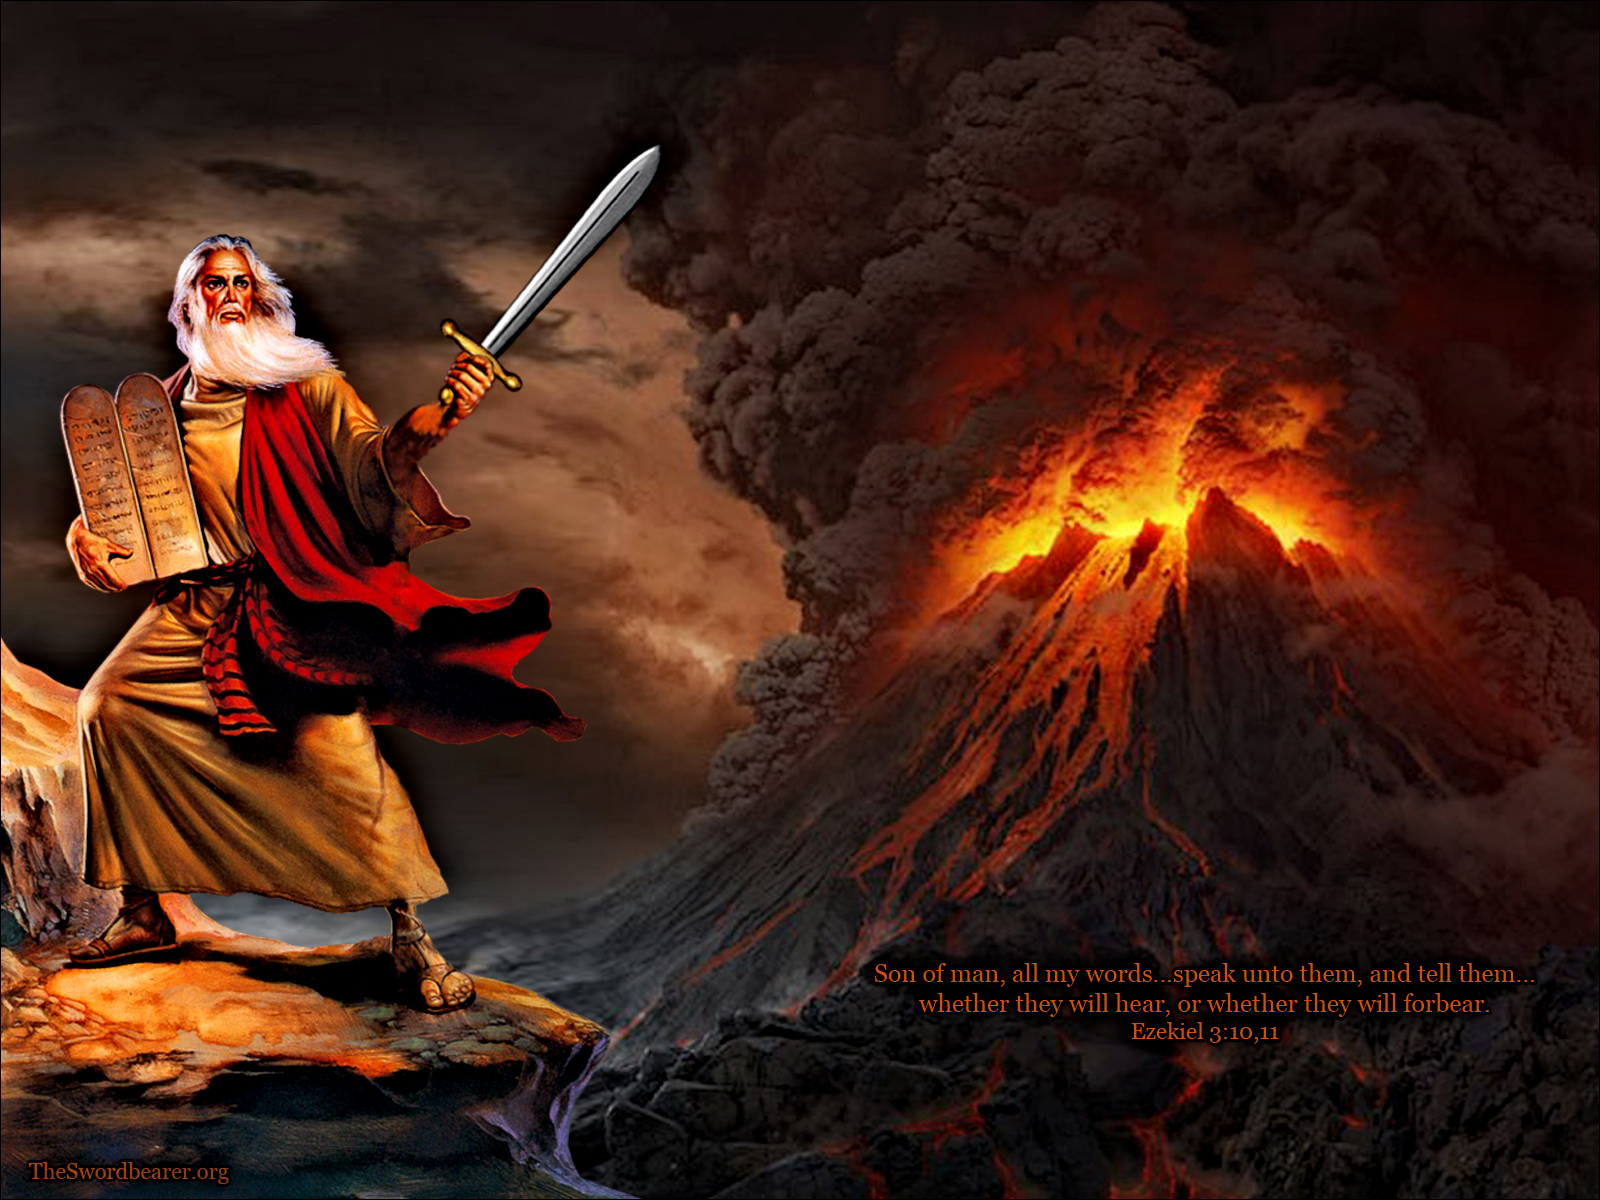 Son of man, all my words...speak unto them, and tell them...
whether they will hear, or whether they will forbear.
Ezekiel 3:10,11
TheSwordbearer.org